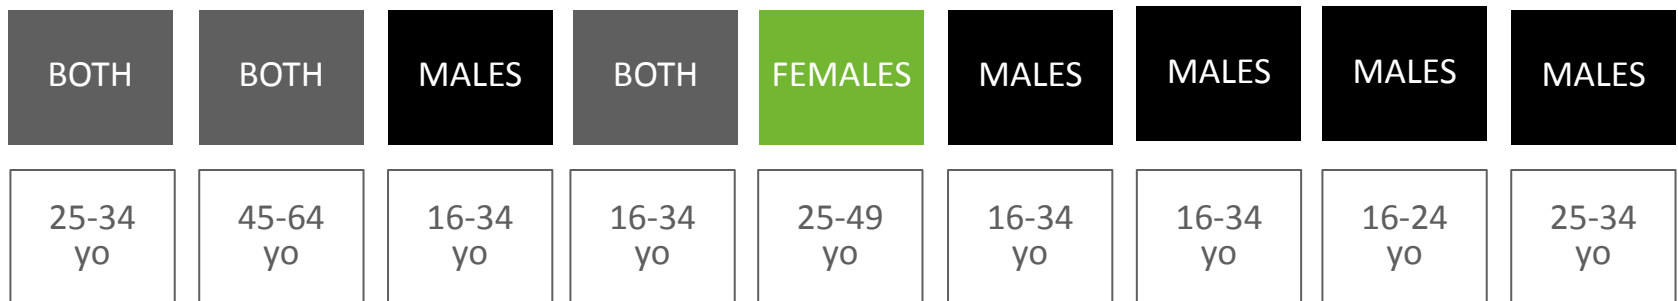 BOTH BOTH MALES BOTH FEMALES MALES MALES MALES MALES
25-34 45-64 16-34 16-34 25-49 16-34 16-34 16-24 25-34
yo yo yo yo yo yo yo yo yo